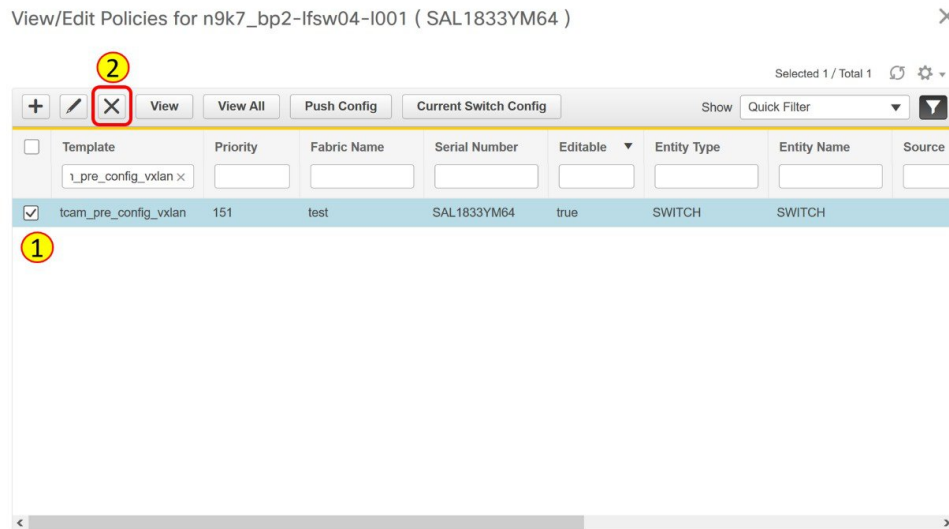 View/Edit Policies for n9k7_bp2-lfsw04-l001 ( SAL1833YM64 )
2
Selected 1 / Total 1
View View All Push Config Current Switch Config Show Quick Filter
Template Priority Fabric Name Serial Number Editable Entity Type Entity Name Source
_pre_config_vxlan
tcam_pre_config_vxlan 151 test SAL1833YM64 true SWITCH SWITCH
1